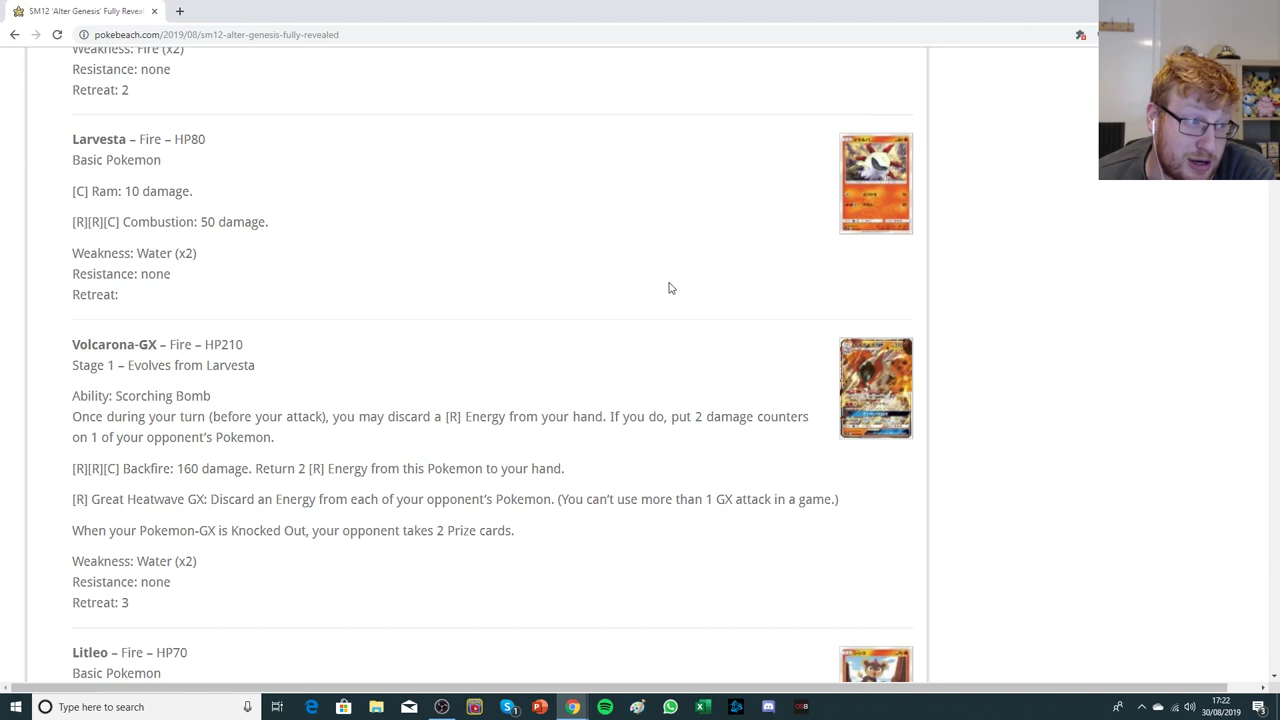 SM12 'Alter Genesis' Fully Reveal
pokebeach.com/2019/08/sm12-alter-genesis-fully-revealed
Weakness: Fire (x2)
Resistance: none
Retreat: 2
Larvesta – Fire – HP80
Basic Pokemon
[C] Ram: 10 damage.
[R][R][C] Combustion: 50 damage.
Weakness: Water (x2)
Resistance: none
Retreat:
Volcarona-GX – Fire – HP210
Stage 1 – Evolves from Larvesta
Ability: Scorching Bomb
Once during your turn (before your attack), you may discard a [R] Energy from your hand. If you do, put 2 damage counters
on 1 of your opponent's Pokemon.
[R][R][C] Backfire: 160 damage. Return 2 [R] Energy from this Pokemon to your hand.
[R] Great Heatwave GX: Discard an Energy from each of your opponent's Pokemon. (You can't use more than 1 GX attack in a game.)
When your Pokemon-GX is Knocked Out, your opponent takes 2 Prize cards.
Weakness: Water (x2)
Resistance: none
Retreat: 3
Litleo – Fire – HP70
Basic Pokemon
Type here to search
17:22
30/08/2019